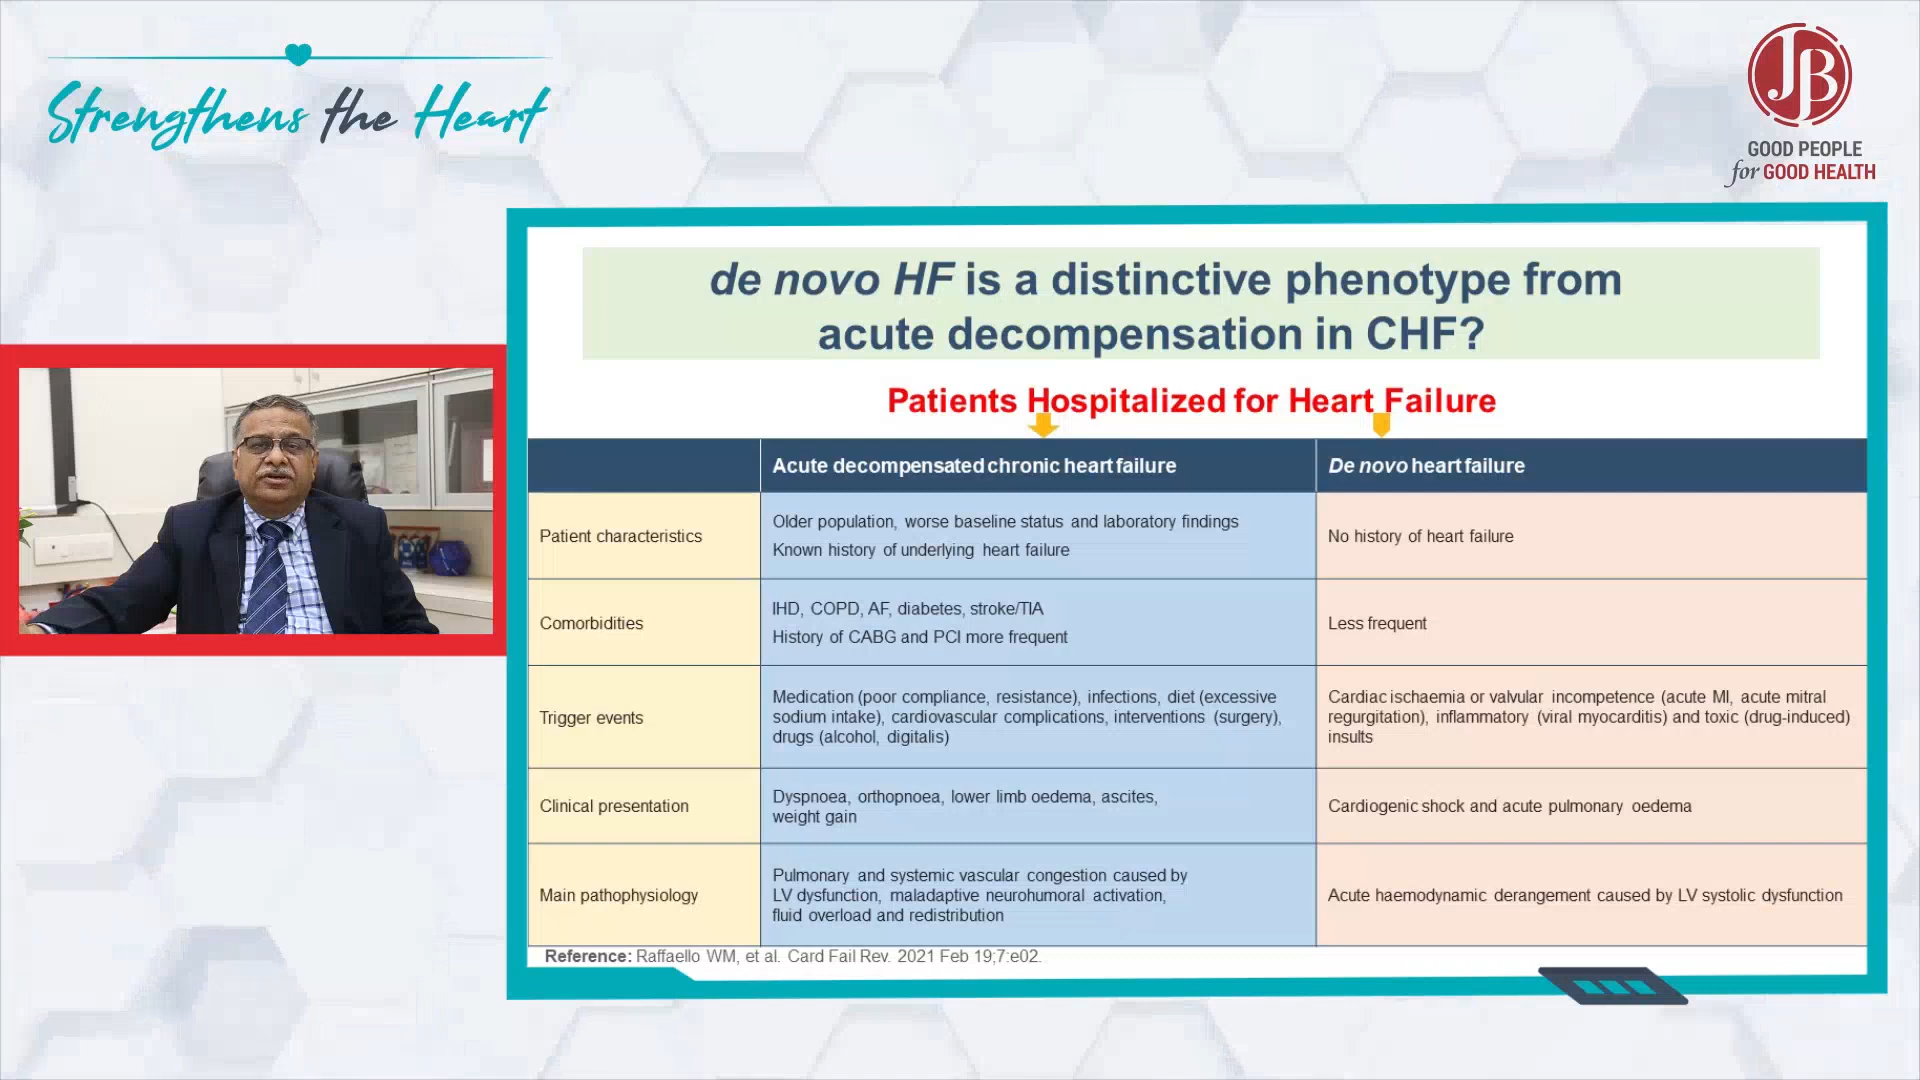 Strengthens the Heart
JB
GOOD PEOPLE
for GOOD HEALTH
de novo HF is a distinctive phenotype from
acute decompensation in CHF?
Patients Hospitalized for Heart Failure
Acute decompensated chronic heart failure
De novo heart failure
Patient characteristics
Older population, worse baseline status and laboratory findings
Known history of underlying heart failure
No history of heart failure
Comorbidities
IHD, COPD, AF, diabetes, stroke/TIA
History of CABG and PCI more frequent
Less frequent
Trigger events
Medication (poor compliance, resistance), infections, diet (excessive
sodium intake), cardiovascular complications, interventions (surgery),
drugs (alcohol, digitalis)
Cardiac ischaemia or valvular incompetence (acute MI, acute mitral
regurgitation), inflammatory (viral myocarditis) and toxic (drug-induced)
insults
Clinical presentation
Dyspnoea, orthopnoea, lower limb oedema, ascites,
weight gain
Cardiogenic shock and acute pulmonary oedema
Main pathophysiology
Pulmonary and systemic vascular congestion caused by
LV dysfunction, maladaptive neurohumoral activation,
fluid overload and redistribution
Acute haemodynamic derangement caused by LV systolic dysfunction
Reference: Raffaello WM, et al. Card Fail Rev. 2021 Feb 19;7:e02.